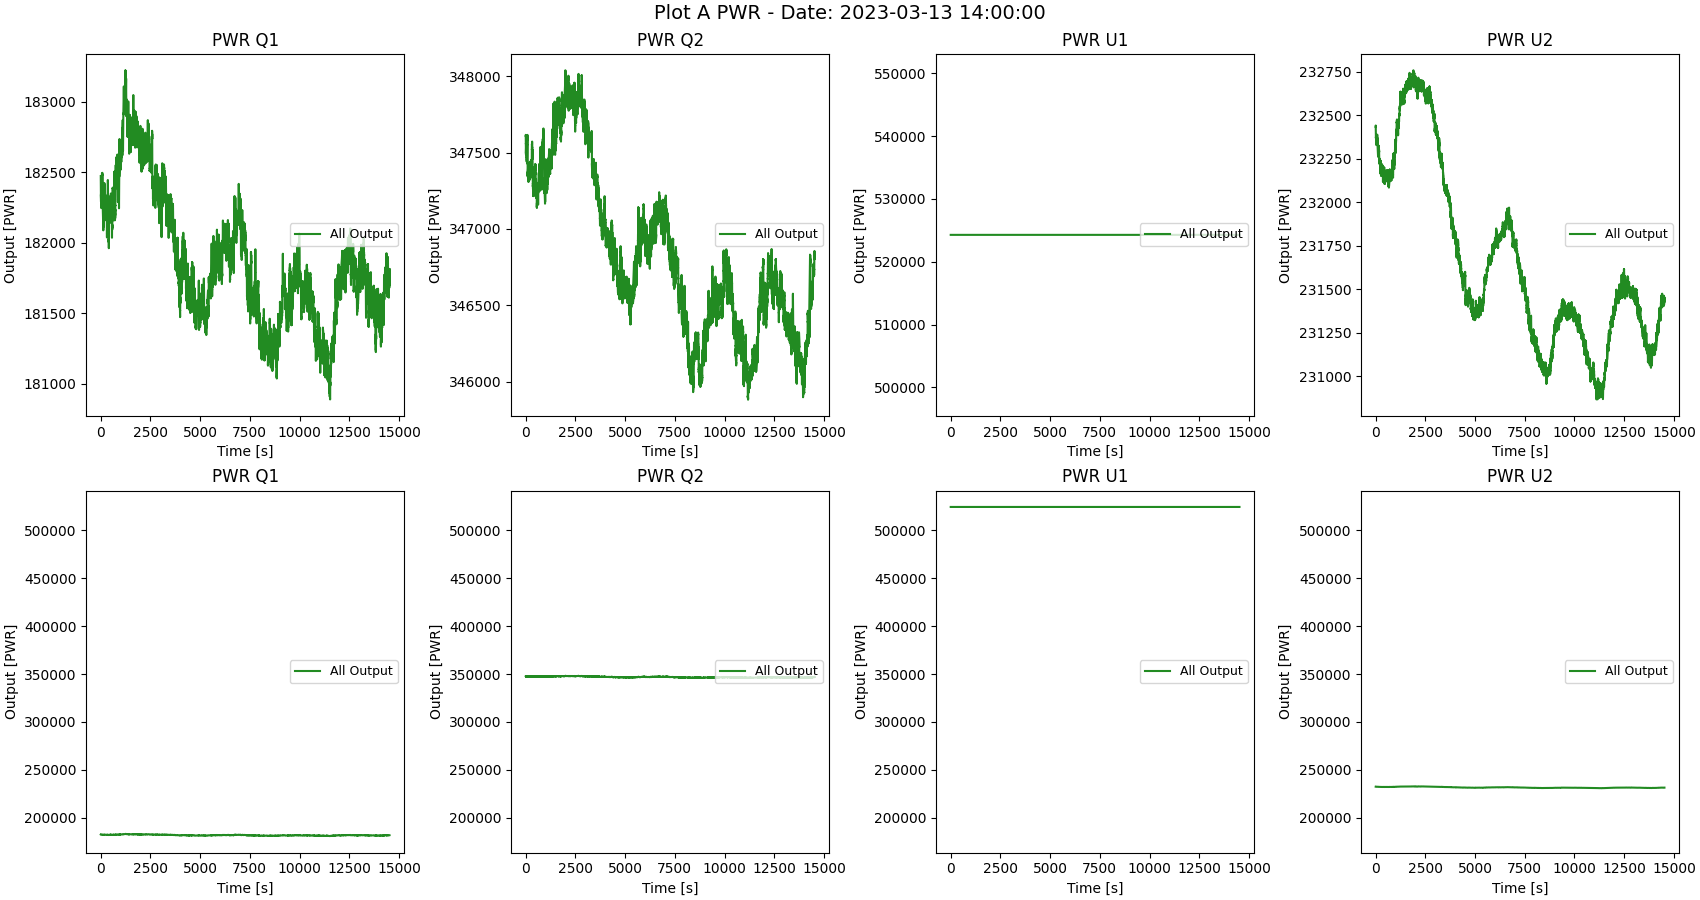 Plot A PWR - Date: 2023-03-13 14:00:00
PWR Q1
Output [PWR]
183000
182500
182000
181500
181000
All Output
0 2500 5000 7500 10000 12500 15000
Time [s]
PWR Q2
Output [PWR]
348000
347500
347000
346500
346000
All Output
0 2500 5000 7500 10000 12500 15000
Time [s]
PWR U1
Output [PWR]
550000
540000
530000
520000
510000
500000
All Output
0 2500 5000 7500 10000 12500 15000
Time [s]
PWR U2
Output [PWR]
232750
232500
232250
232000
231750
231500
231250
231000
All Output
0 2500 5000 7500 10000 12500 15000
Time [s]
PWR Q1
Output [PWR]
500000
450000
400000
350000
300000
250000
200000
All Output
0 2500 5000 7500 10000 12500 15000
Time [s]
PWR Q2
Output [PWR]
500000
450000
400000
350000
300000
250000
200000
All Output
0 2500 5000 7500 10000 12500 15000
Time [s]
PWR U1
Output [PWR]
500000
450000
400000
350000
300000
250000
200000
All Output
0 2500 5000 7500 10000 12500 15000
Time [s]
PWR U2
Output [PWR]
500000
450000
400000
350000
300000
250000
200000
All Output
0 2500 5000 7500 10000 12500 15000
Time [s]